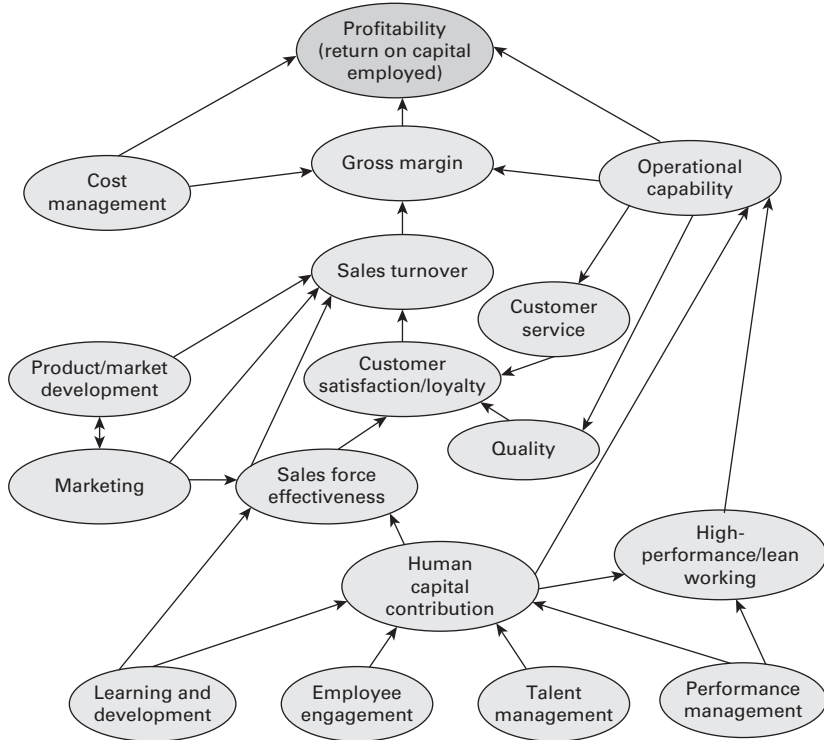 Profitability
(return on capital
employed)
Gross margin
Operational
capability
Cost
management
Sales turnover
Customer
service
Product/market
development
Customer
satisfaction/loyalty
Quality
Marketing
Sales force
effectiveness
High-
performance/lean
working
Human
capital
contribution
Learning and
development
Employee
engagement
Talent
management
Performance
management